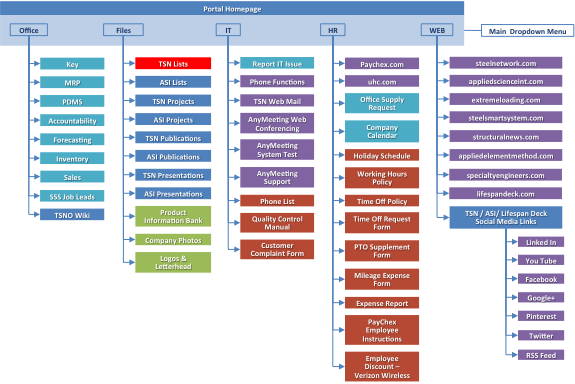 Portal Homepage
Office
Files
IT
HR
WEB
Main Dropdown Menu
Key
MRP
PDMS
Accountability
Forecasting
Inventory
Sales
SSS Job Leads
TSNO Wiki
TSN Lists
ASI Lists
TSN Projects
ASI Projects
TSN Publications
ASI Publications
TSN Presentations
ASI Presentations
Product
Information Bank
Company Photos
Logos &
Letterhead
Report IT Issue
Phone Functions
TSN Web Mail
AnyMeeting Web
Conferencing
AnyMeeting
System Test
AnyMeeting
Support
Phone List
Quality Control
Manual
Customer
Complaint Form
Paychex.com
uhc.com
Office Supply
Request
Company
Calendar
Holiday Schedule
Working Hours
Policy
Time Off Policy
Time Off Request
Form
PTO Supplement
Form
Mileage Expense
Form
Expense Report
PayChex
Employee
Instructions
Employee
Discount –
Verizon Wireless
steelnetwork.com
appliedscienceint.com
extremeloading.com
steelsmartsystem.com
structuralnews.com
appliedelementmethod.com
specialtyengineers.com
lifespandeck.com
TSN / ASI/ Lifespan Deck
Social Media Links
Linked In
You Tube
Facebook
Google+
Pinterest
Twitter
RSS Feed